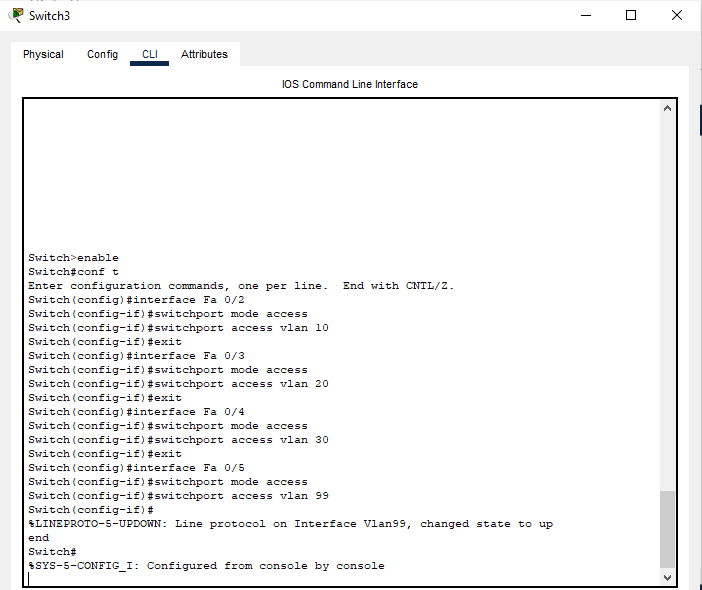 Switch3
Physical Config CLI Attributes
IOS Command Line Interface
Switch>enable
Switch#conf t
Enter configuration commands, one per line.  End with CNTL/Z.
Switch(config)#interface Fa 0/2
Switch(config-if)#switchport mode access
Switch(config-if)#switchport access vlan 10
Switch(config-if)#exit
Switch(config)#interface Fa 0/3
Switch(config-if)#switchport mode access
Switch(config-if)#switchport access vlan 20
Switch(config-if)#exit
Switch(config)#interface Fa 0/4
Switch(config-if)#switchport mode access
Switch(config-if)#switchport access vlan 30
Switch(config-if)#exit
Switch(config)#interface Fa 0/5
Switch(config-if)#switchport mode access
Switch(config-if)#switchport access vlan 99
Switch(config-if)#
%LINEPROTO-5-UPDOWN: Line protocol on Interface Vlan99, changed state to up
end
Switch#
%SYS-5-CONFIG_I: Configured from console by console